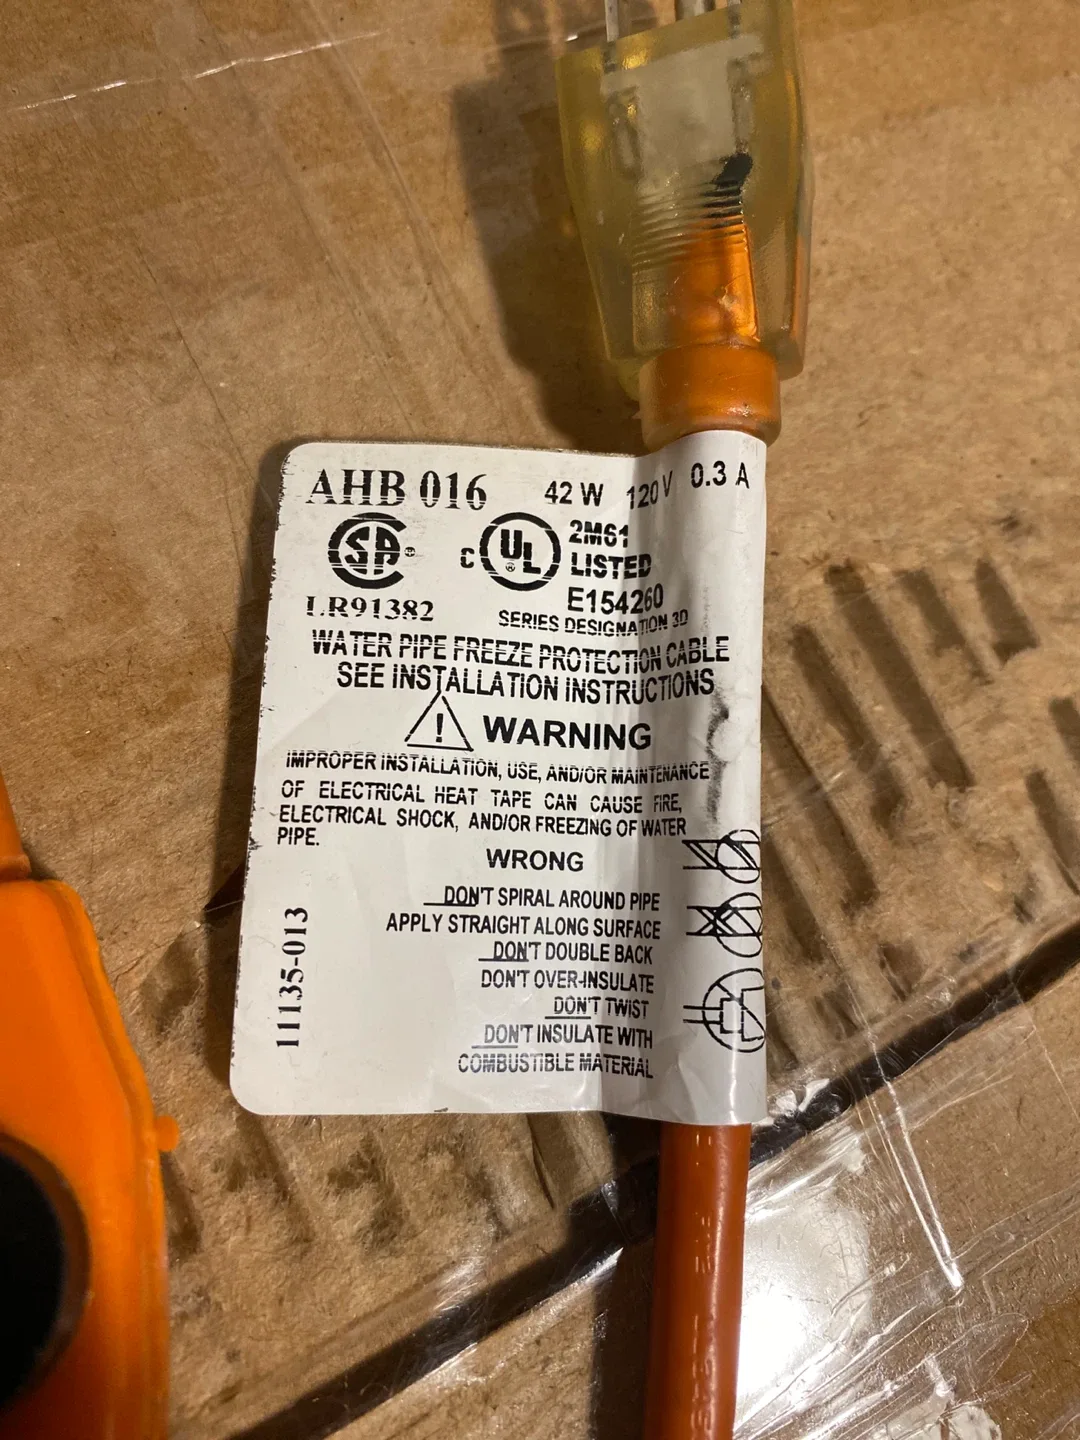 AHB 016 42 W 120 V 0.3 A
CSA ®
C UL ® 2M61
LISTED
E154260
LR91382
SERIES DESIGNATION 3D
WATER PIPE FREEZE PROTECTION CABLE
SEE INSTALLATION INSTRUCTIONS
! WARNING
IMPROPER INSTALLATION, USE, AND/OR MAINTENANCE
OF ELECTRICAL HEAT TAPE CAN CAUSE FIRE,
ELECTRICAL SHOCK, AND/OR FREEZING OF WATER
PIPE.
WRONG
DON'T SPIRAL AROUND PIPE
APPLY STRAIGHT ALONG SURFACE
DON'T DOUBLE BACK
DON'T OVER-INSULATE
DON'T TWIST
DON'T INSULATE WITH
COMBUSTIBLE MATERIAL
11135-013